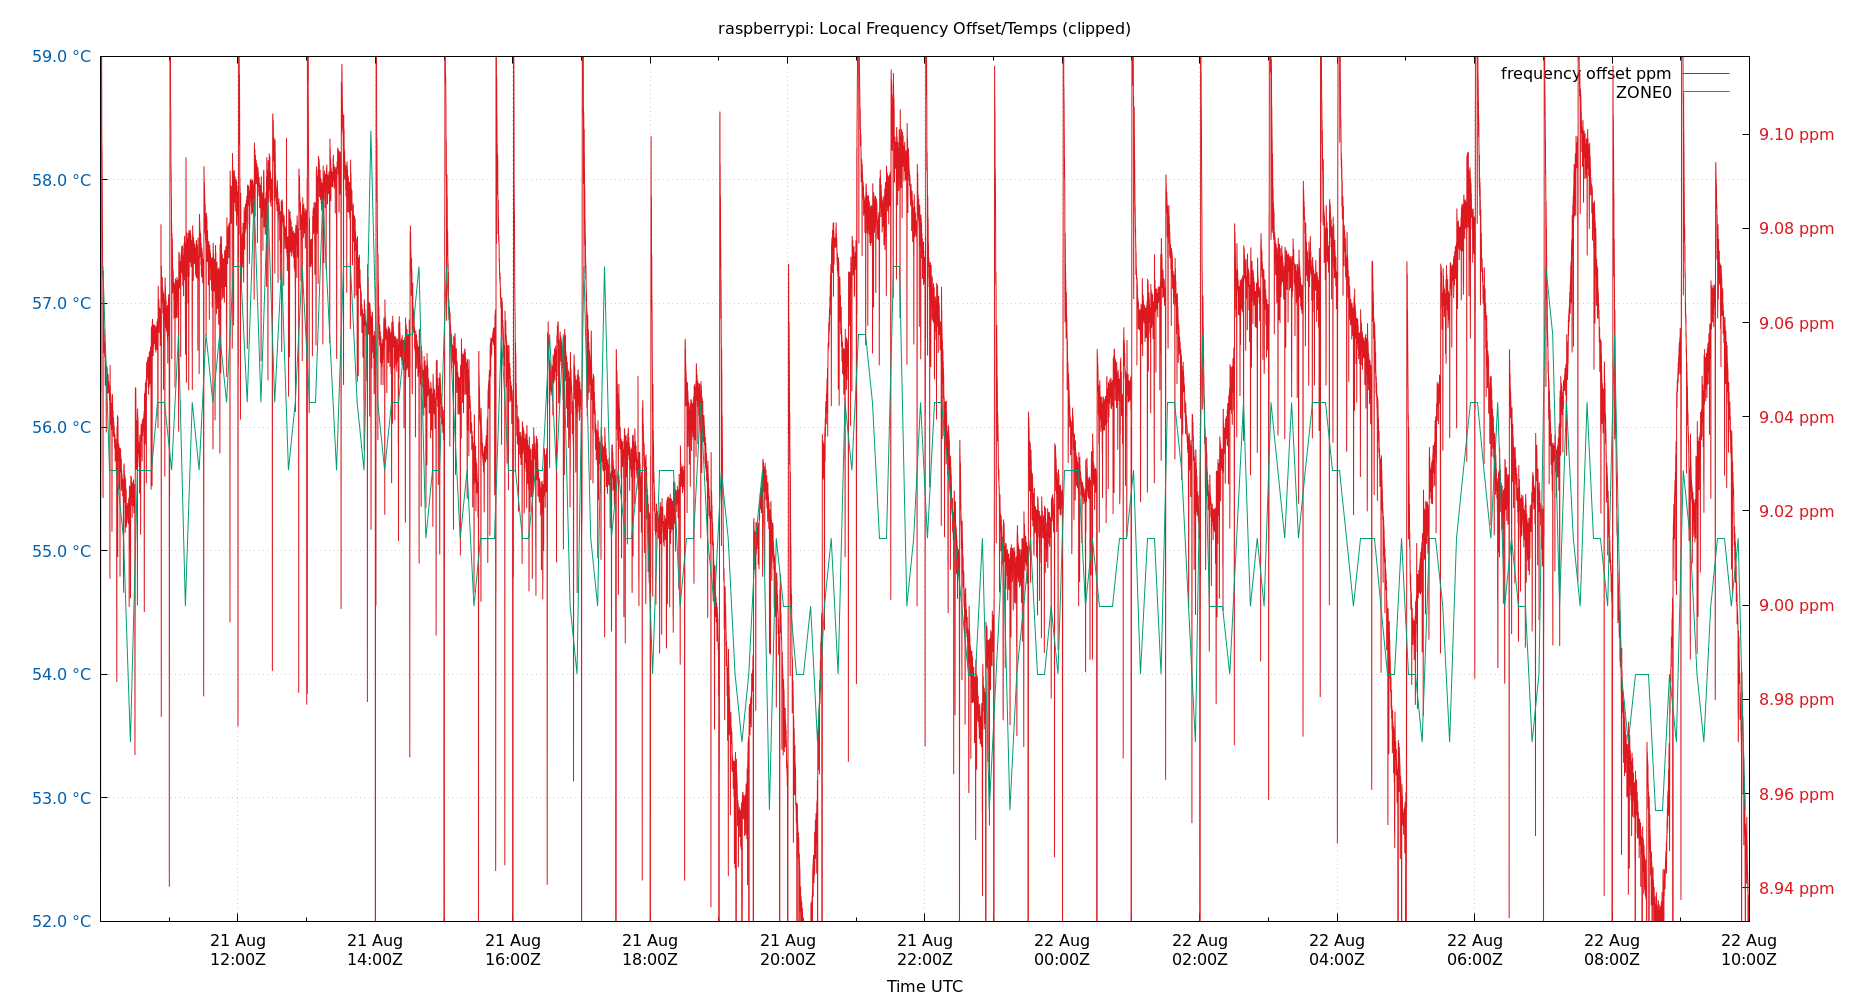 raspberrypi: Local Frequency Offset/Temps (clipped)
59.0 °C
58.0 °C
57.0 °C
56.0 °C
55.0 °C
54.0 °C
53.0 °C
52.0 °C
frequency offset ppm
ZONE0
9.10 ppm
9.08 ppm
9.06 ppm
9.04 ppm
9.02 ppm
9.00 ppm
8.98 ppm
8.96 ppm
8.94 ppm
21 Aug
12:00Z
21 Aug
14:00Z
21 Aug
16:00Z
21 Aug
18:00Z
21 Aug
20:00Z
21 Aug
22:00Z
22 Aug
00:00Z
22 Aug
02:00Z
22 Aug
04:00Z
22 Aug
06:00Z
22 Aug
08:00Z
22 Aug
10:00Z
Time UTC